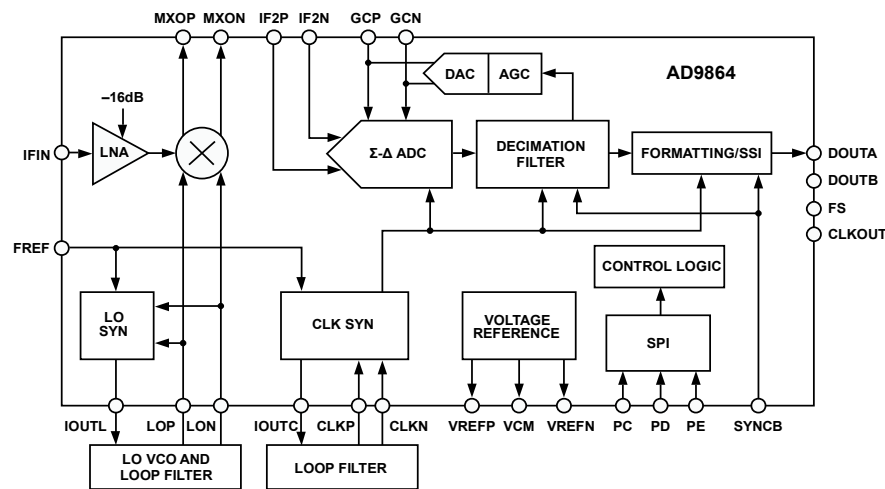 MXOP MXON IF2P IF2N GCP GCN
DAC AGC
AD9864
–16dB
LNA
IFIN
Σ-Δ ADC
DECIMATION
FILTER
FORMATTING/SSI
DOUTA
DOUTB
FS
CLKOUT
FREF
CONTROL LOGIC
LO
SYN
CLK SYN
VOLTAGE
REFERENCE
SPI
IOUTL LOP LON IOUTC CLKP CLKN VREFP VCM VREFN PC PD PE SYNCB
LO VCO AND
LOOP FILTER
LOOP FILTER